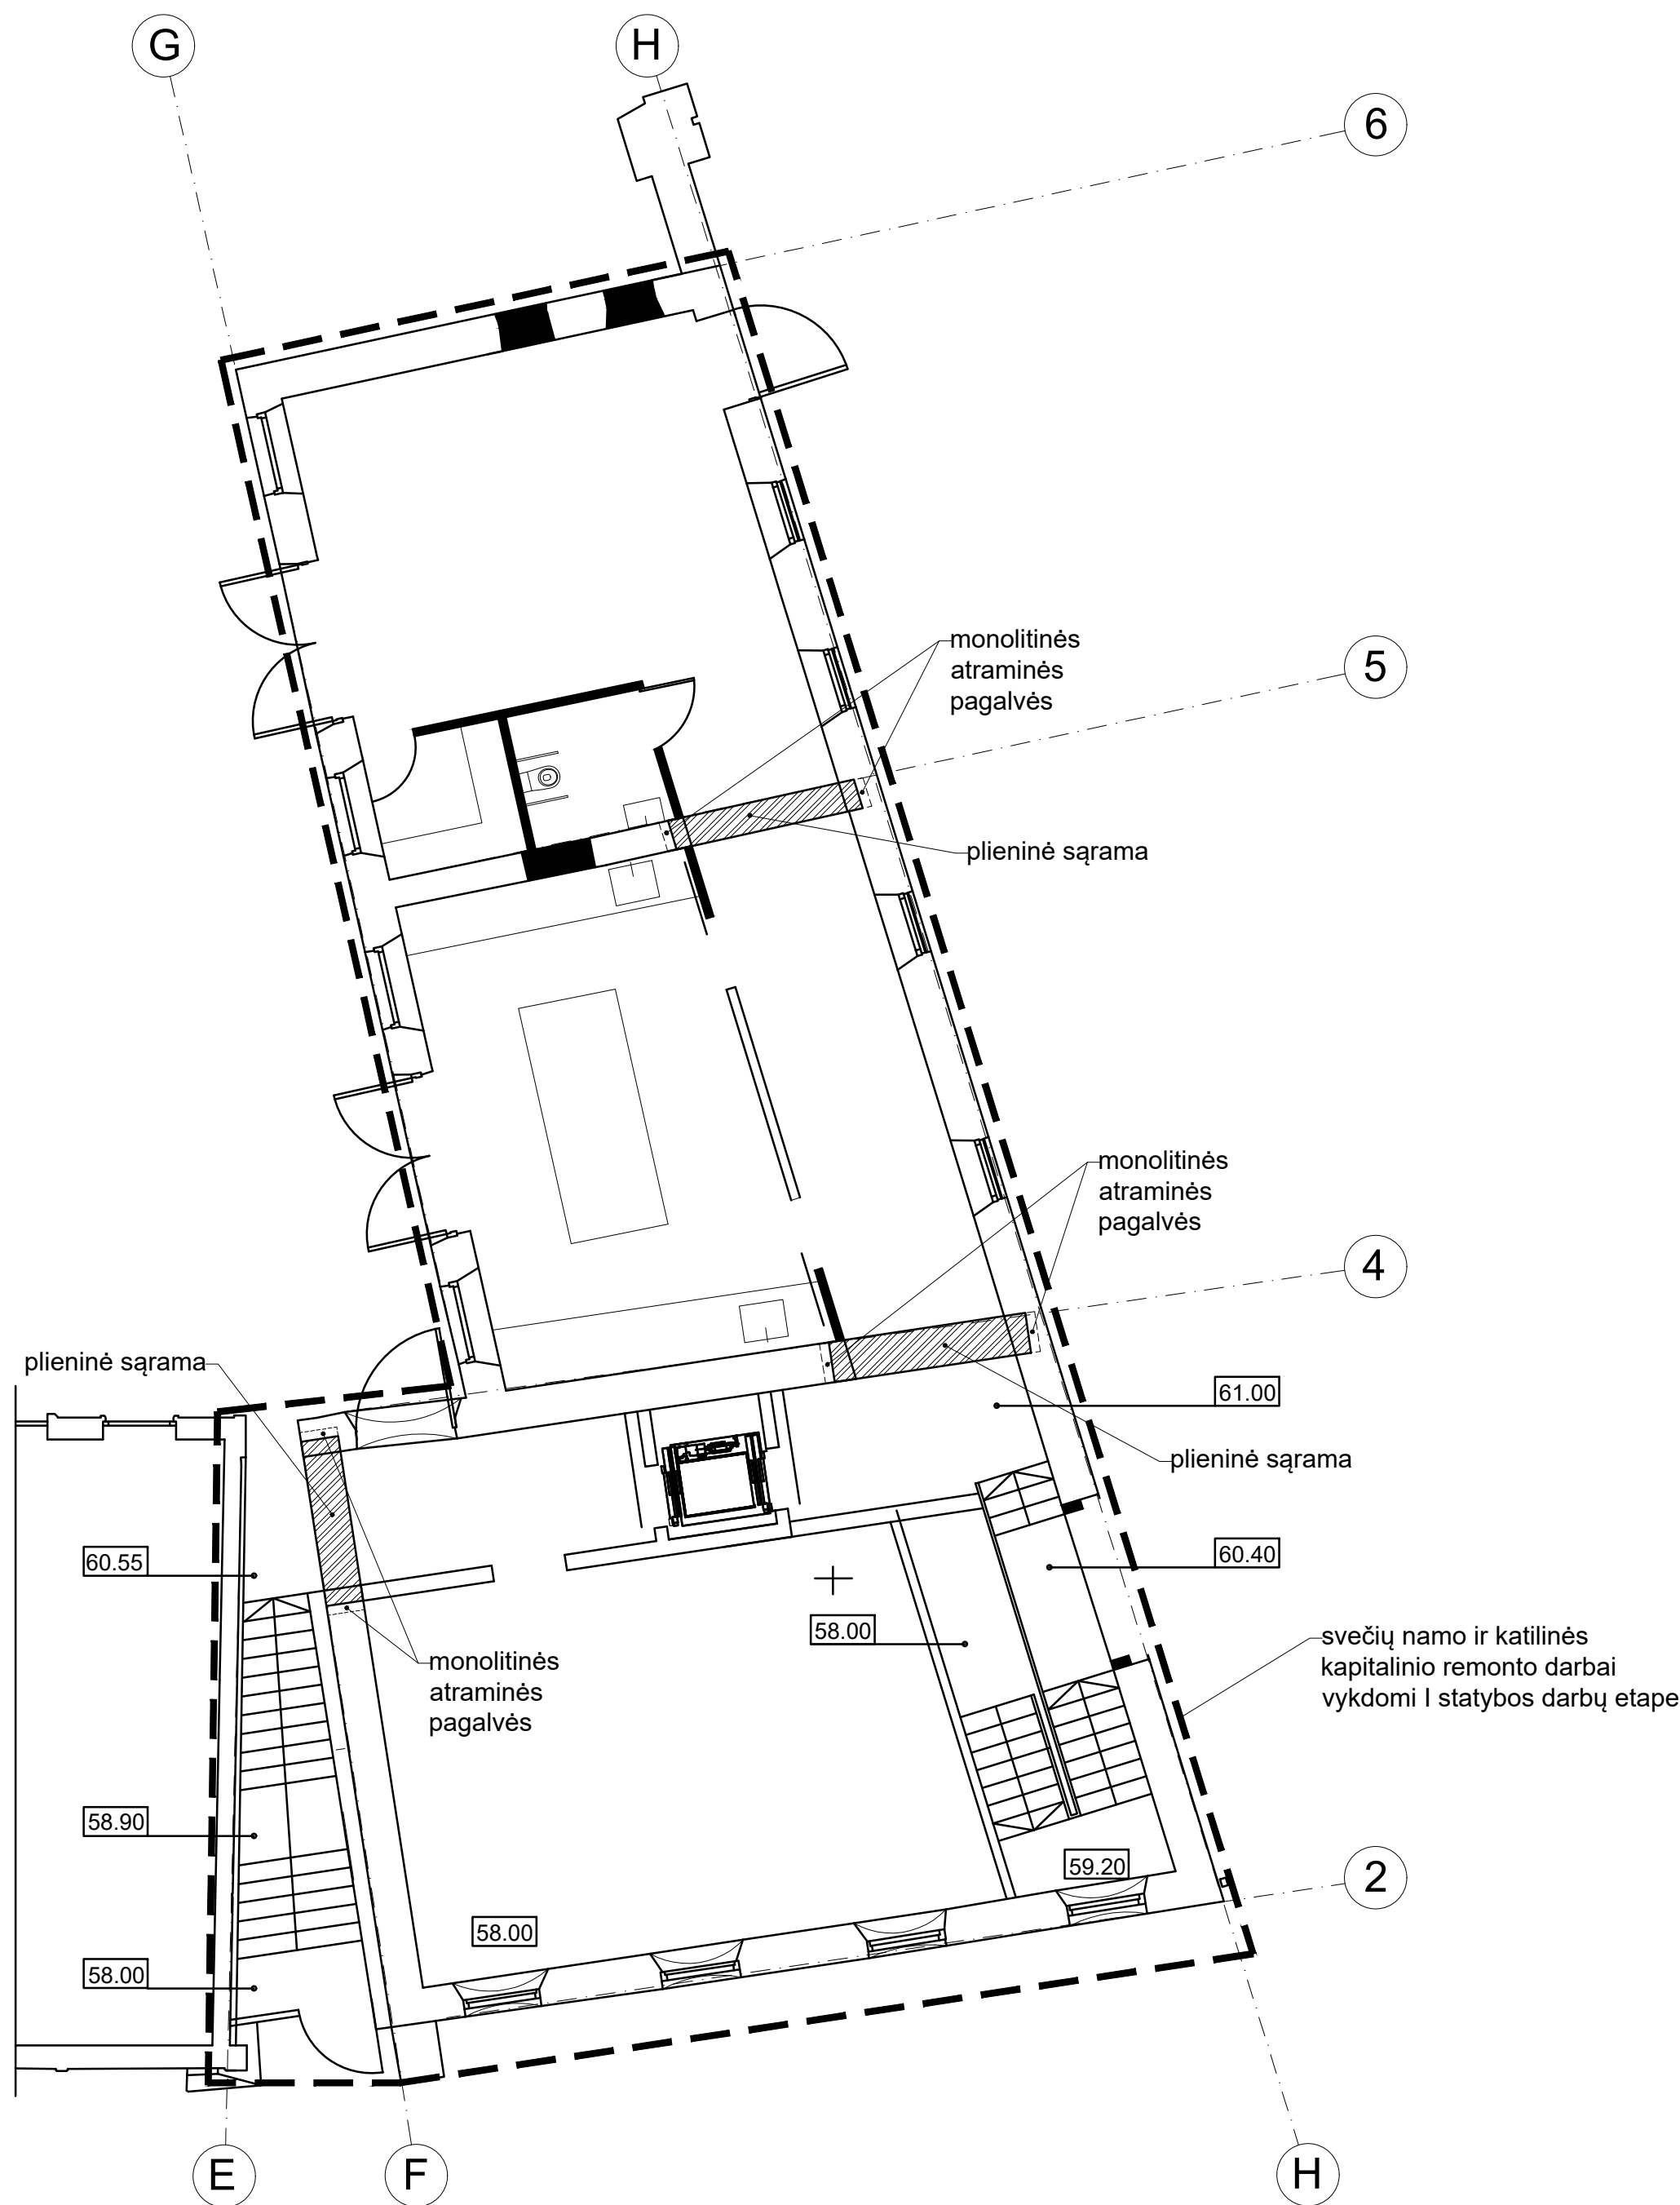 G
H
6
monolitinės
atraminės
pagalvės
5
plieninė sąrama
monolitinės
atraminės
pagalvės
4
plieninė sąrama
61.00
plieninė sąrama
60.55
60.40
58.00
svečių namo ir katilinės
kapitalinio remonto darbai
vykdomi I statybos darbų etape
monolitinės
atraminės
pagalvės
58.90
59.20
2
58.00
58.00
E
F
H